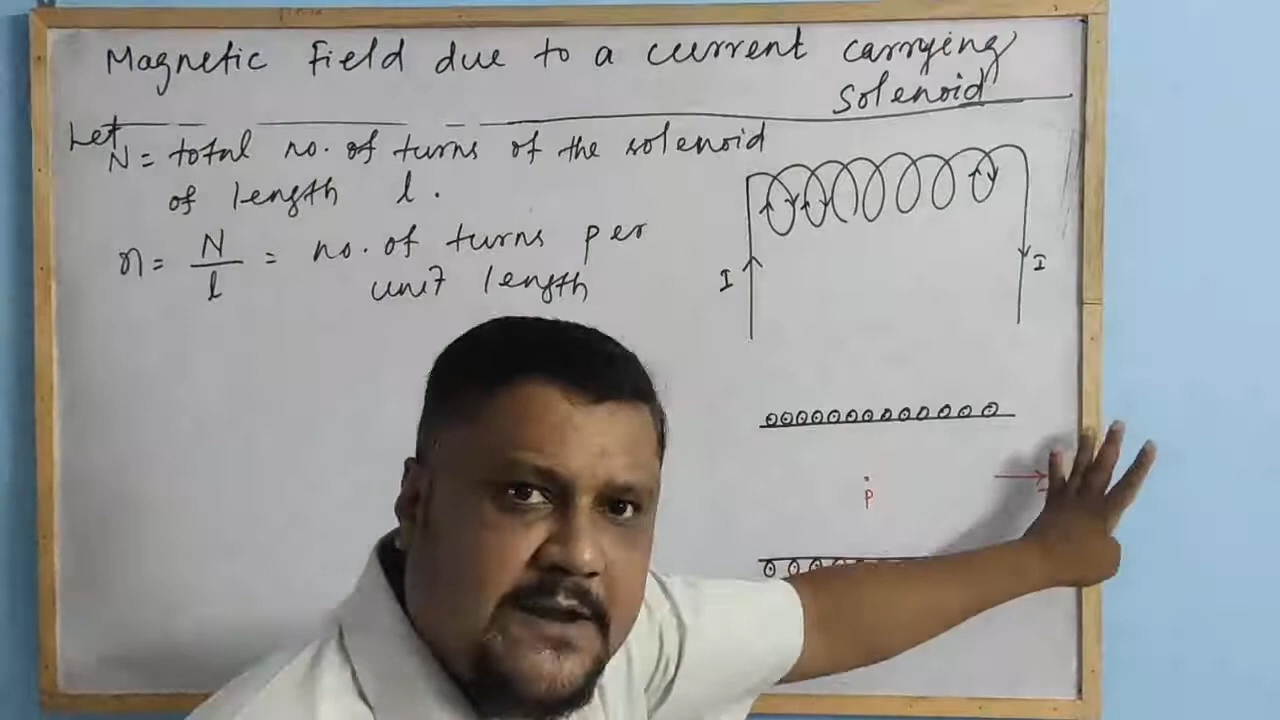 Magnetic field due to a current carrying
solenoid
Let
N = total no. of turns of the solenoid
of length l.
n = N/l = no. of turns per
unit length
I
I
P